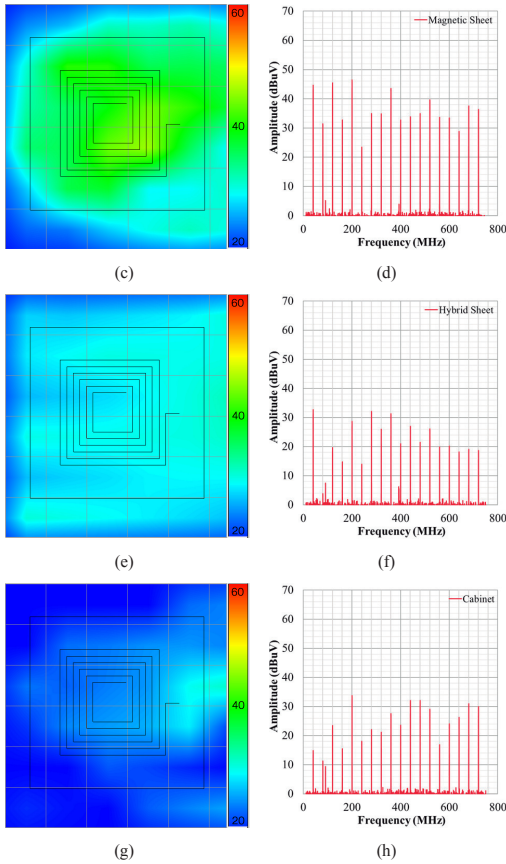 60
40
20
Magnetic Sheet
Amplitude (dBuV)
70
60
50
40
30
20
10
0
0 200 400 600 800
Frequency (MHz)
(c) (d)
60
40
20
Hybrid Sheet
Amplitude (dBuV)
70
60
50
40
30
20
10
0
0 200 400 600 800
Frequency (MHz)
(e) (f)
60
40
20
Cabinet
Amplitude (dBuV)
70
60
50
40
30
20
10
0
0 200 400 600 800
Frequency (MHz)
(g) (h)